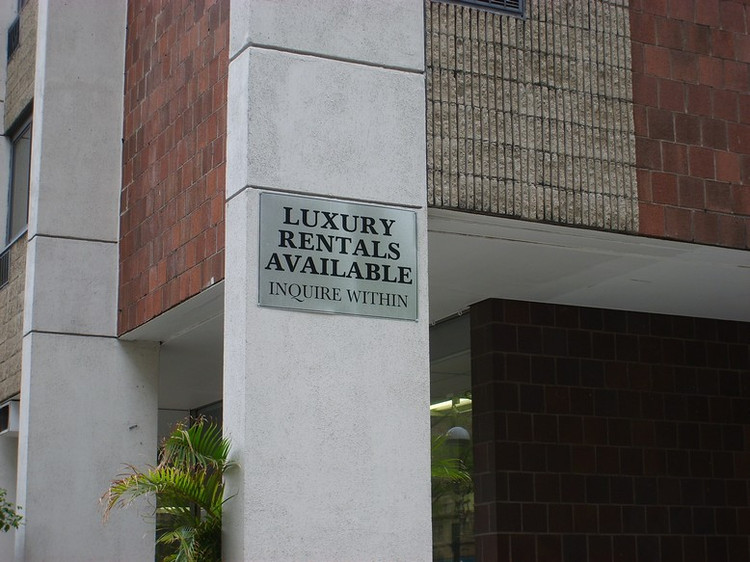 LUXURY
RENTALS
AVAILABLE
INQUIRE WITHIN